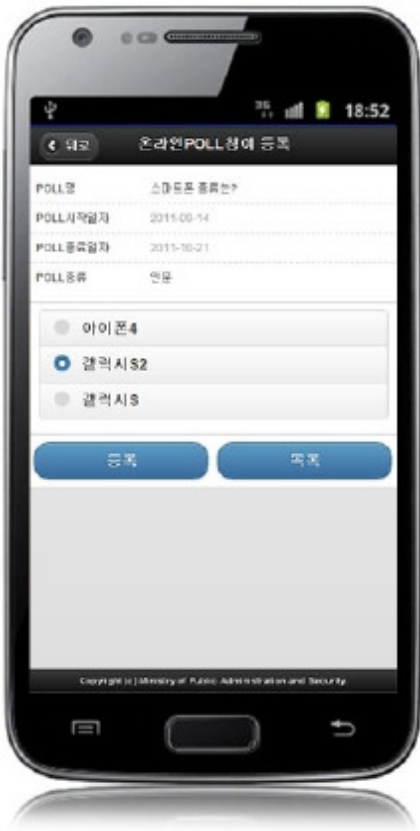 3G 18:52
뒤로 온라인POLL참여 등록
POLL명 스마트폰 종류는?
POLL시작일자 2011-09-14
POLL종료일자 2011-10-21
POLL종류
아이폰4
갤럭시S2
갤럭시S
등록 목록
Copyright (c) Ministry of Public Administration and Security.